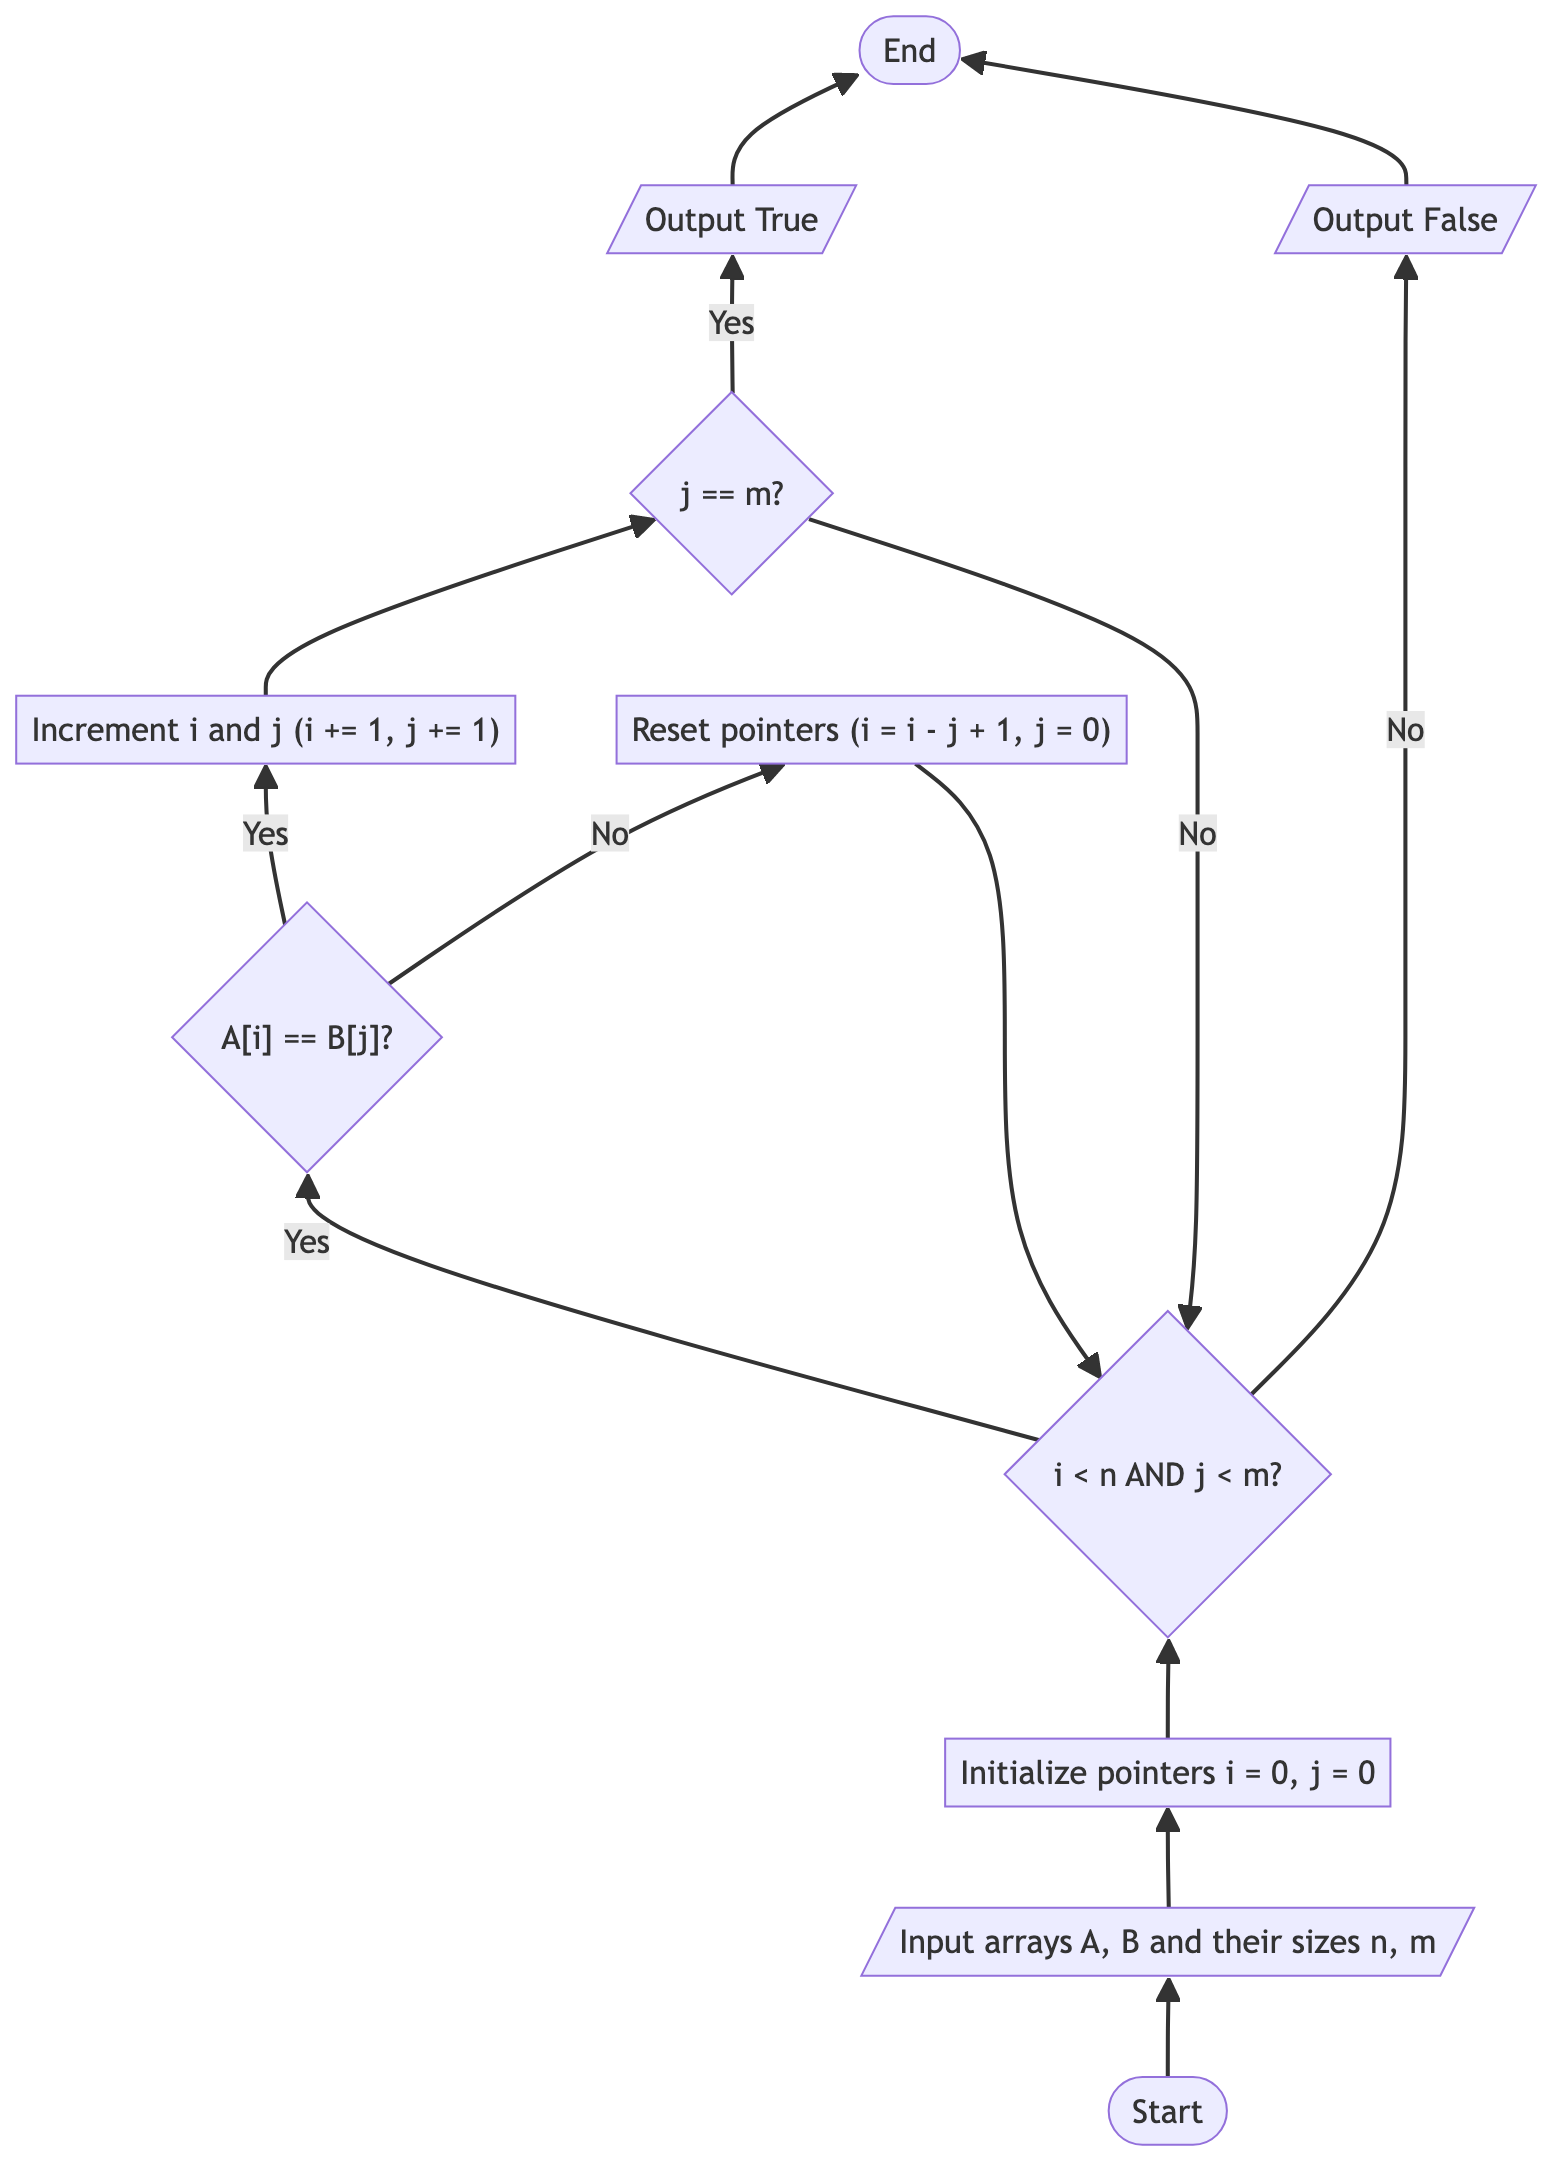 End
Output True
Output False
Yes
j == m?
Increment i and j (i += 1, j += 1)
Reset pointers (i = i - j + 1, j = 0)
No
Yes
No
No
A[i] == B[j]?
Yes
i < n AND j < m?
Initialize pointers i = 0, j = 0
Input arrays A, B and their sizes n, m
Start